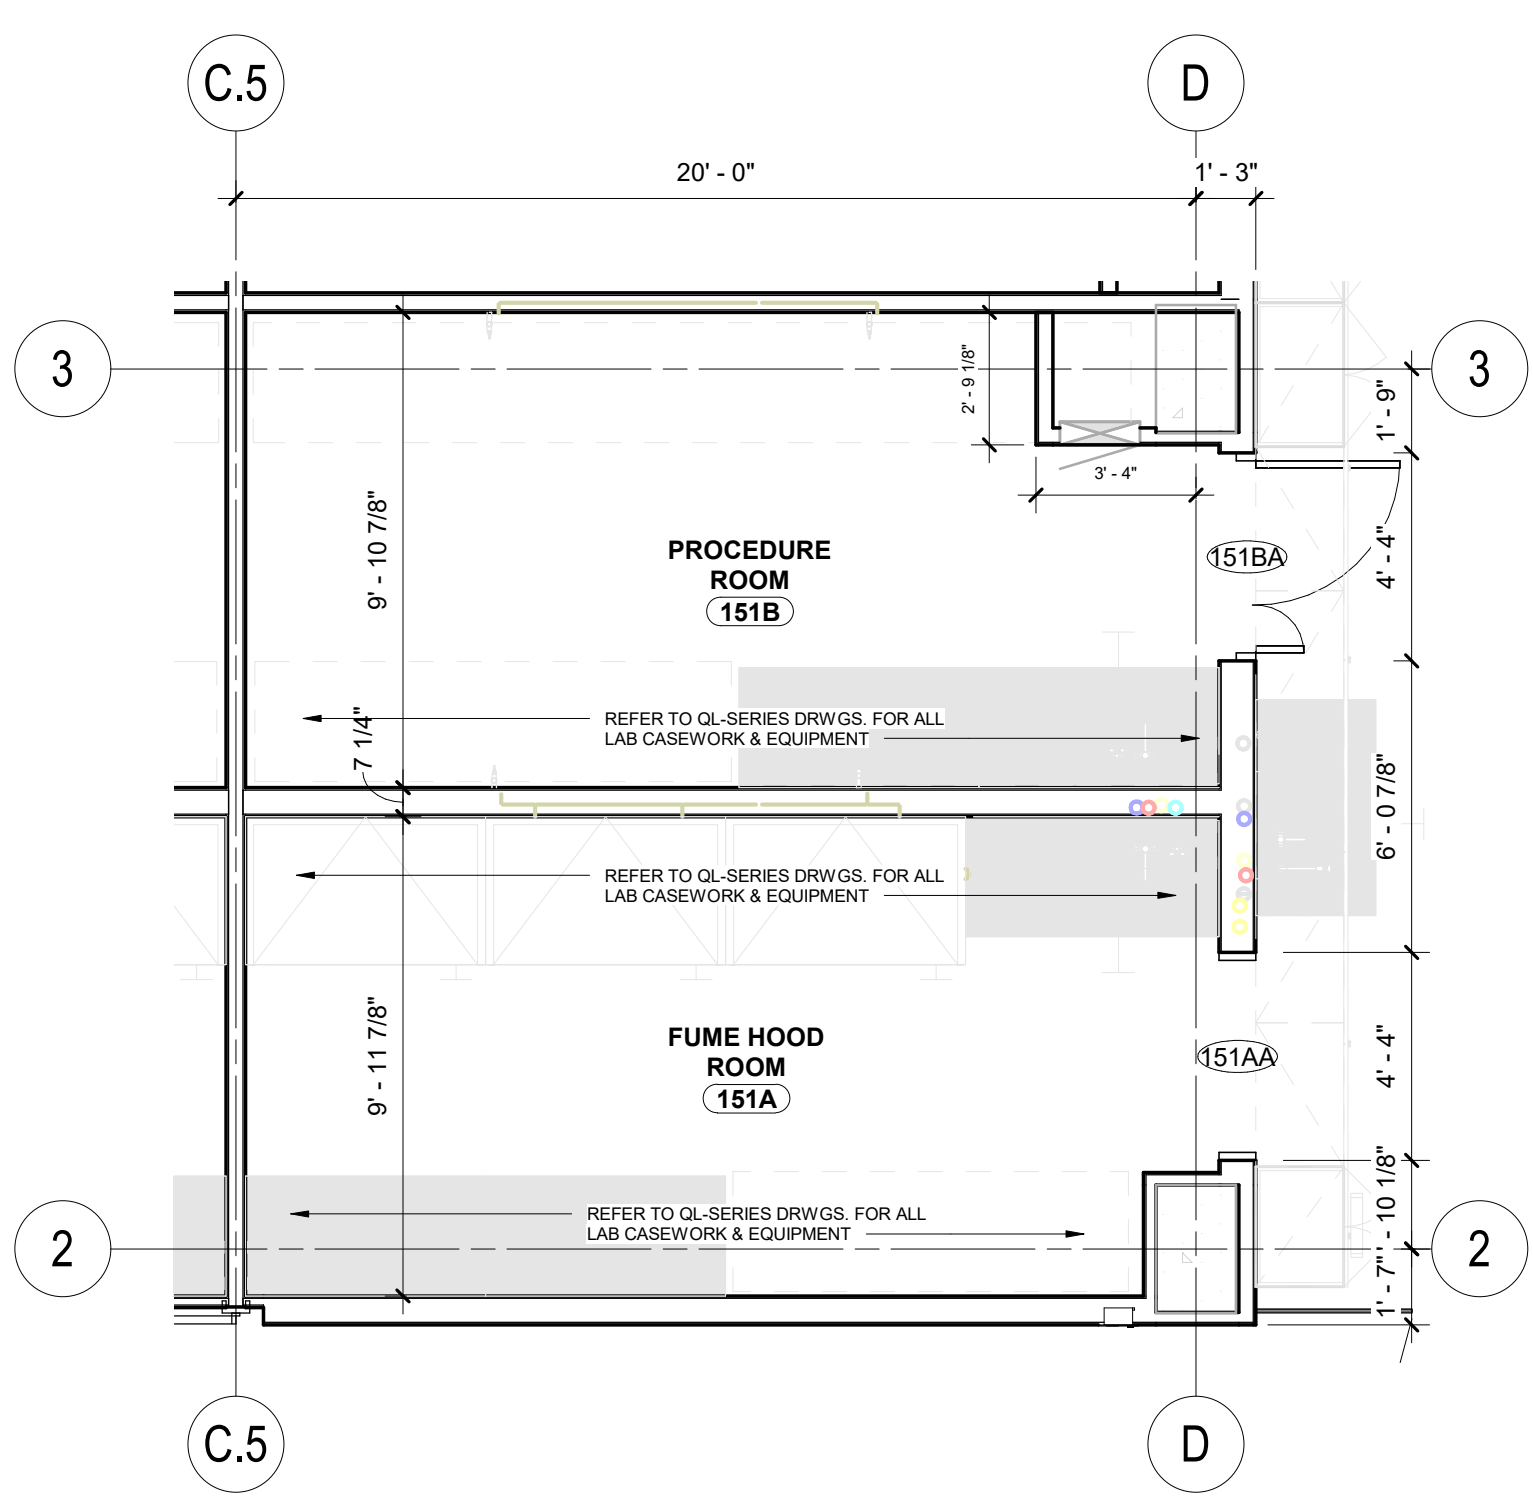 C.5
D
20' - 0"
1' - 3"
3
3
2' - 9 1/8"
1' - 9"
3' - 4"
9' - 10 7/8"
4' - 4"
PROCEDURE
ROOM
151B
151BA
REFER TO QL-SERIES DRWGS. FOR ALL
LAB CASEWORK & EQUIPMENT
7 1/4"
6' - 0 7/8"
REFER TO QL-SERIES DRWGS. FOR ALL
LAB CASEWORK & EQUIPMENT
9' - 11 7/8"
FUME HOOD
ROOM
151A
151AA
4' - 4"
REFER TO QL-SERIES DRWGS. FOR ALL
LAB CASEWORK & EQUIPMENT
1' - 10 1/8"
2
2
1' - 7"
C.5
D